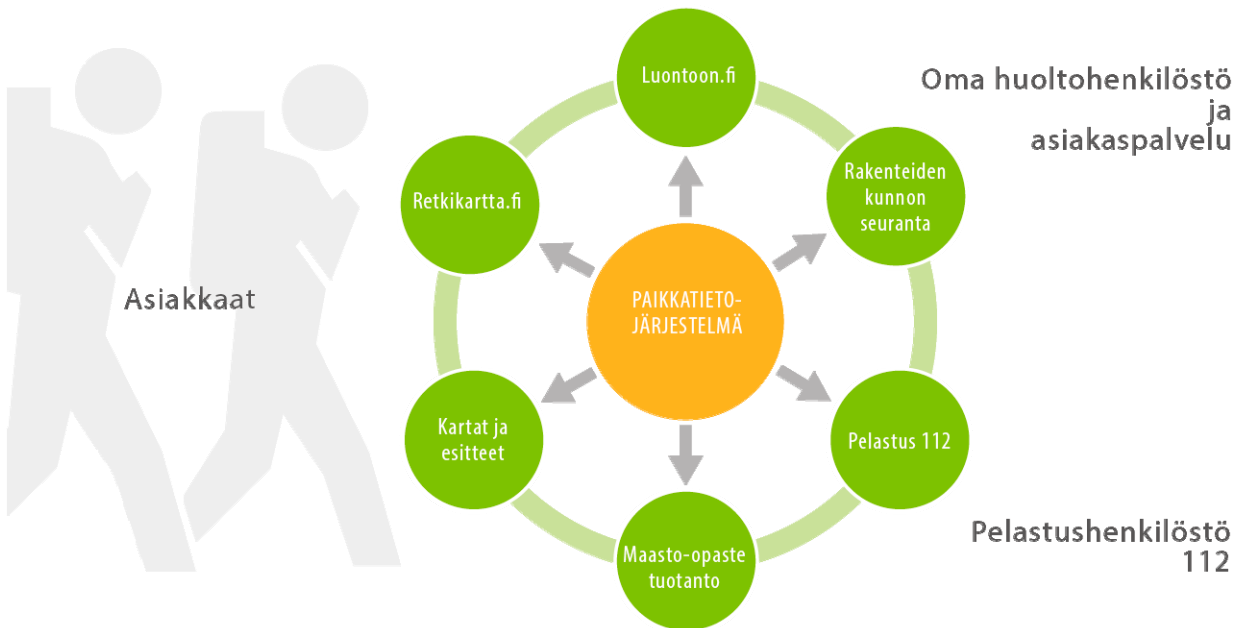 Luontoon.fi
Oma huoltohenkilöstö
ja
asiakaspalvelu
Rakenteiden
kunnon
seuranta
Retkikartta.fi
Asiakkaat
PAIKKATIETO-
JÄRJESTELMÄ
Kartat ja
esitteet
Pelastus 112
Maasto-opaste
tuotanto
Pelastushenkilöstö
112